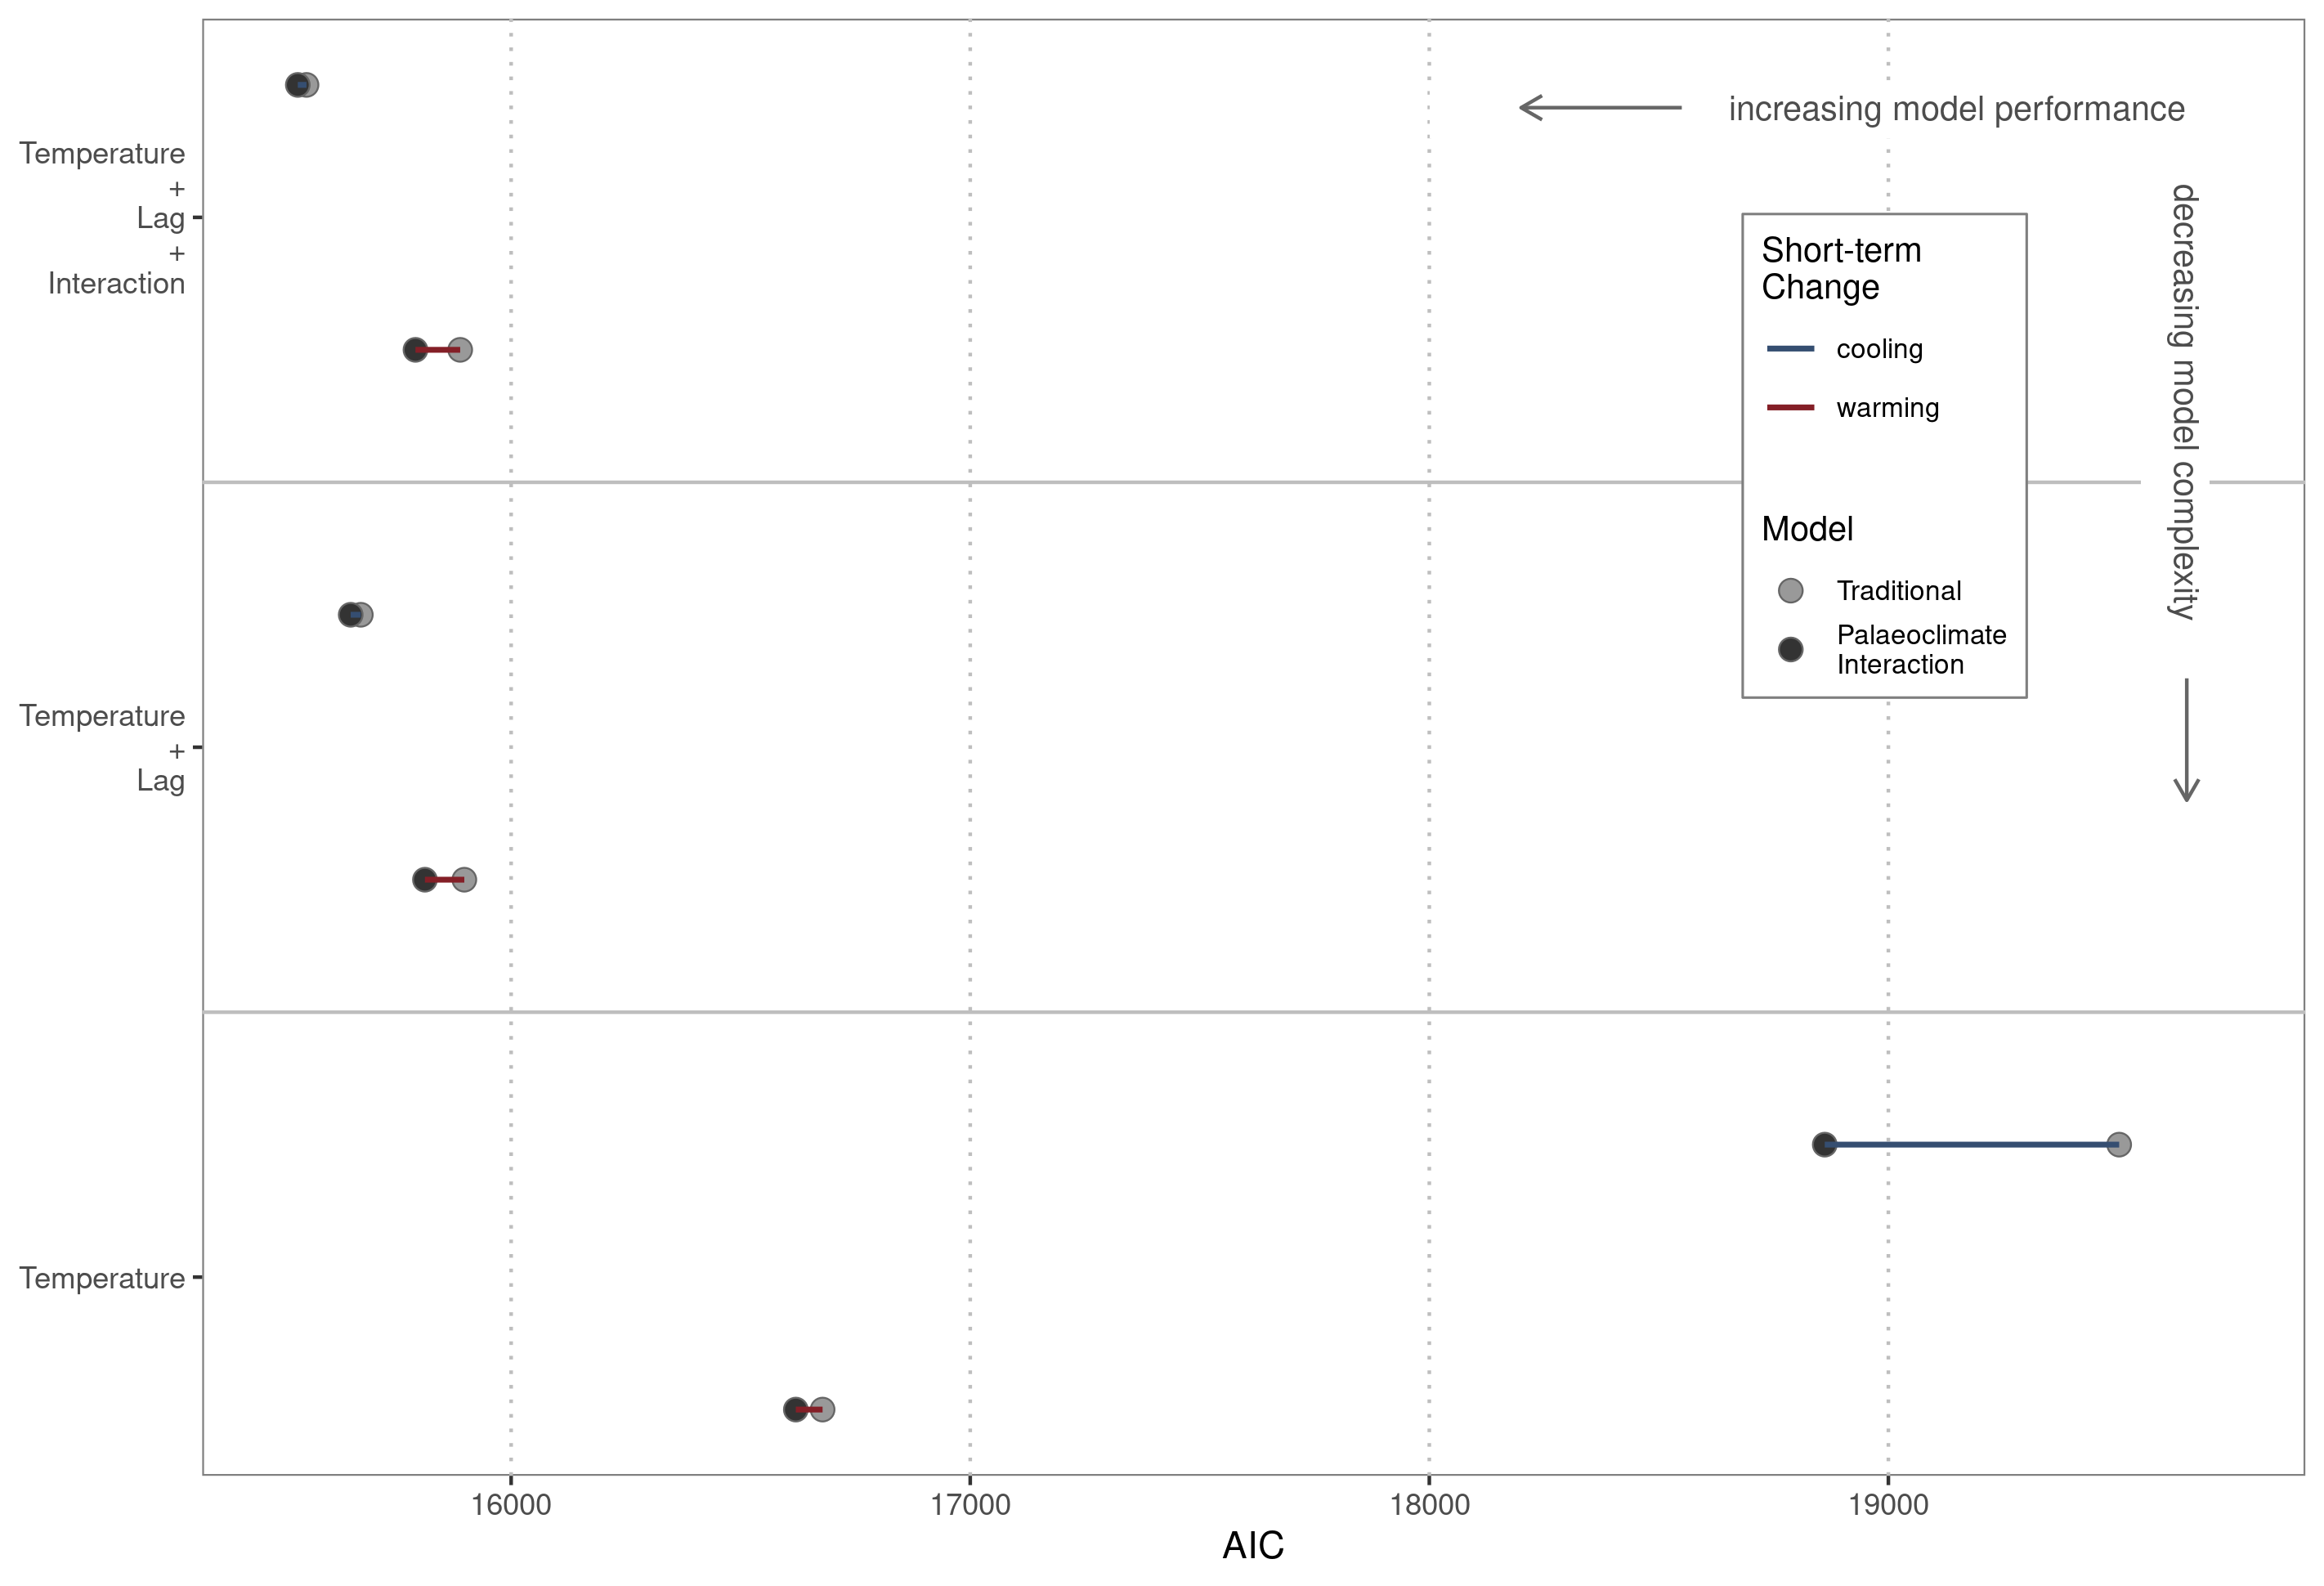 increasing model performance
Temperature
+
Lag
+
Interaction
decreasing model complexity
Short-term
Change
cooling
warming
Model
Traditional
Palaeoclimate
Interaction
Temperature
+
Lag
Temperature
16000
17000
18000
19000
AIC